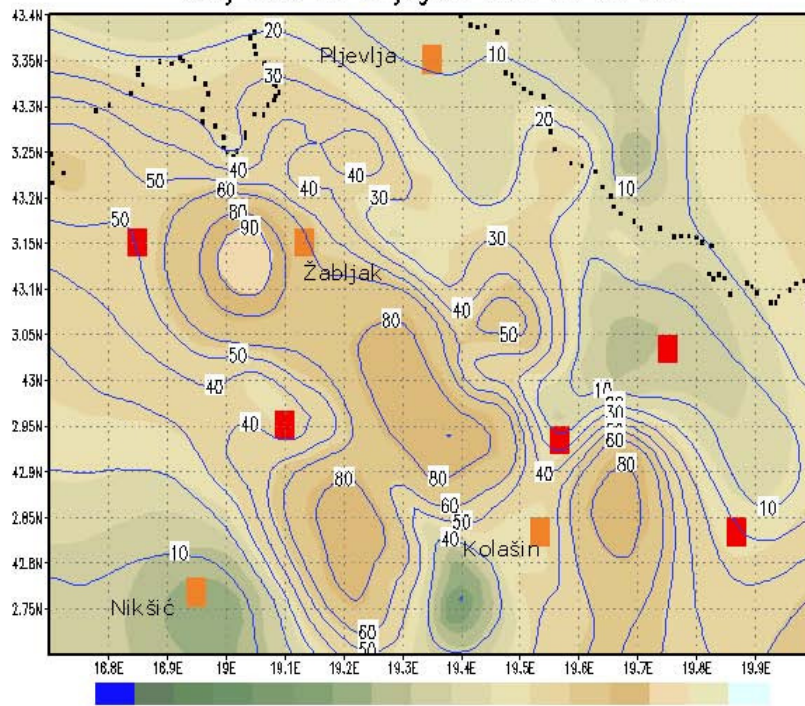 43.4N
20
3.35N Pljevlja 10
30
43.3N
20
3.25N
40 40
50 60 40 30 10
43.2N
80
50 90
3.15N 30
Žabljak
43.1N
40
80 50
3.05N
50
43N 40 10
30
2.95N 40
60
42.9N 80 80 40 80
60
2.85N 50 10
40
Kolašin
42.8N 10
2.75N Nikšić
60
50
18.8E 18.9E 19E 19.1E 19.2E 19.3E 19.4E 19.5E 19.6E 19.7E 19.8E 19.9E